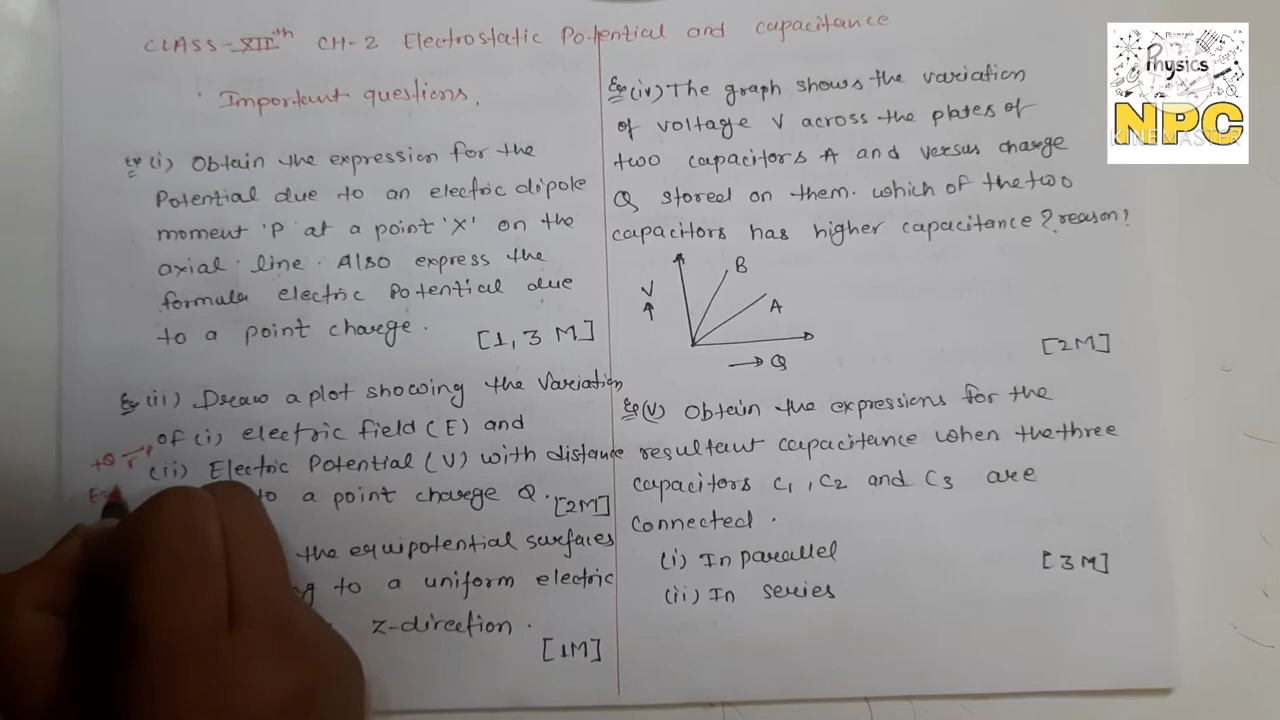 CLASS-XIIth CH-2 Electrostatic Potential and capacitance
Important questions.
(i) Obtain the expression for the
Potential due to an electric dipole
moment 'P' at a point 'X' on the
axial line. Also express the
formula electric Potential due
to a point charge. [1, 3 M]
(ii) Draw a plot showing the Variation
of (i) electric field (E) and
(ii) Electric Potential (V) with distance
to a point charge Q. [2M]
+Q r
E=
the equipotential surfaces
to a uniform electric
z-direction.
[1M]
(iv) The graph shows the variation
of voltage V across the plates of
two capacitors A and versus charge
Q stored on them. which of the two
capacitors has higher capacitance? reason?
B
V
A
Q
[2M]
(v) Obtain the expressions for the
resultant capacitance when the three
capacitors C1, C2 and C3 are
connected.
(i) In parallel [3M]
(ii) In series
Physics
NPC
KINEMASTER